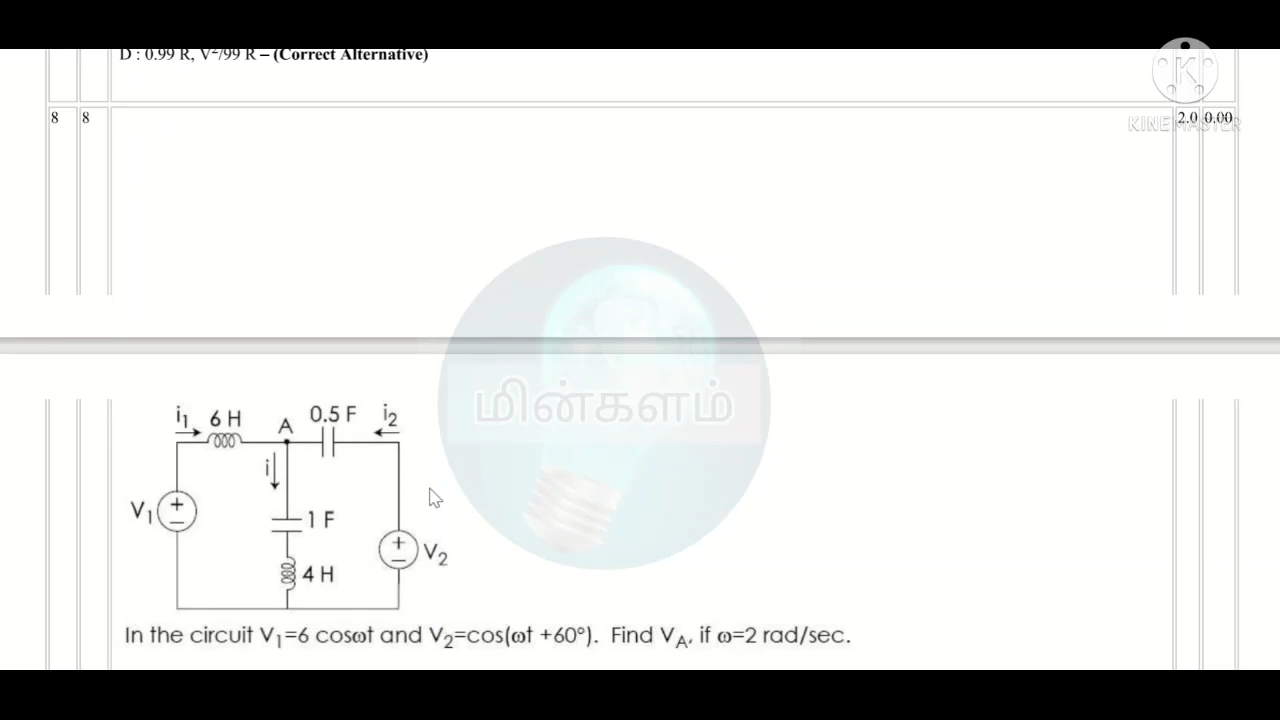 D : 0.99 R, V²/99 R – (Correct Alternative)
KINEMASTER
8 8 2.0 0.00
மின்களம்
i₁ 6 H A 0.5 F i₂
i
V₁ + − 1 F + − V₂
4 H
In the circuit V₁=6 cosωt and V₂=cos(ωt +60°). Find V_A, if ω=2 rad/sec.